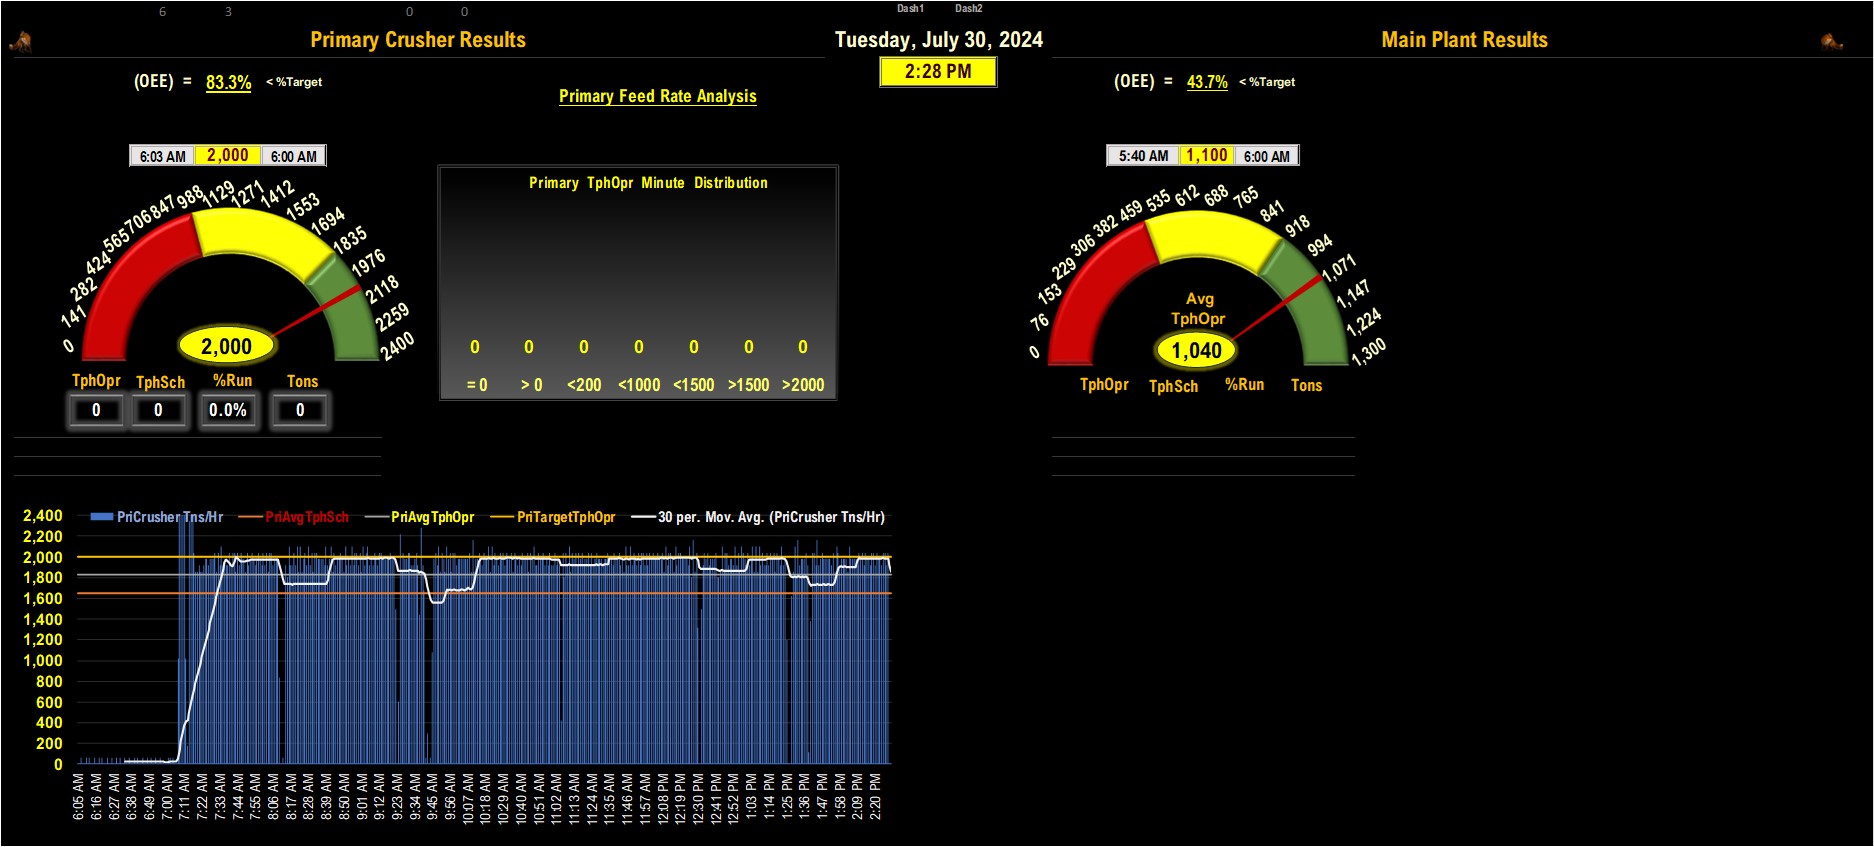 6 3 0 0 Dash1 Dash2
Primary Crusher Results
Tuesday, July 30, 2024
Main Plant Results
2:28 PM
(OEE) = 83.3% < %Target
Primary Feed Rate Analysis
(OEE) = 43.7% < %Target
6:03 AM 2,000 6:00 AM
0
141
282
424
565
706
847
988
1129
1271
1412
1553
1694
1835
1976
2118
2259
2400
2,000
TphOpr TphSch %Run Tons
0 0 0.0% 0
Primary TphOpr Minute Distribution
0 0 0 0 0 0 0
= 0 > 0 <200 <1000 <1500 >1500 >2000
5:40 AM 1,100 6:00 AM
0
76
153
229
306
382
459
535
612
688
765
841
918
994
1,071
1,147
1,224
1,300
Avg
TphOpr
1,040
TphOpr TphSch %Run Tons
PriCrusher Tns/Hr PriAvgTphSch PriAvgTphOpr PriTargetTphOpr 30 per. Mov. Avg. (PriCrusher Tns/Hr)
2,400
2,200
2,000
1,800
1,600
1,400
1,200
1,000
800
600
400
200
0
6:05 AM
6:16 AM
6:27 AM
6:38 AM
6:49 AM
7:00 AM
7:11 AM
7:22 AM
7:33 AM
7:44 AM
7:55 AM
8:06 AM
8:17 AM
8:28 AM
8:39 AM
8:50 AM
9:01 AM
9:12 AM
9:23 AM
9:34 AM
9:45 AM
9:56 AM
10:07 AM
10:18 AM
10:29 AM
10:40 AM
10:51 AM
11:02 AM
11:13 AM
11:24 AM
11:35 AM
11:46 AM
11:57 AM
12:08 PM
12:19 PM
12:30 PM
12:41 PM
12:52 PM
1:03 PM
1:14 PM
1:25 PM
1:36 PM
1:47 PM
1:58 PM
2:09 PM
2:20 PM